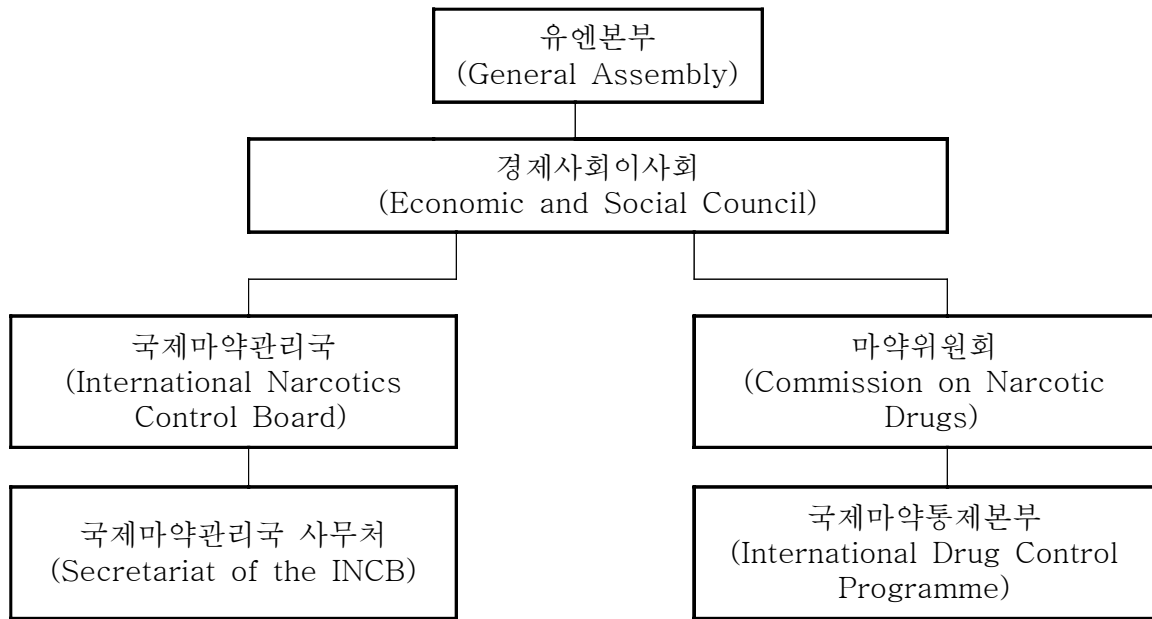 유엔본부
(General Assembly)
경제사회이사회
(Economic and Social Council)
국제마약관리국
(International Narcotics
Control Board)
마약위원회
(Commission on Narcotic
Drugs)
국제마약관리국 사무처
(Secretariat of the INCB)
국제마약통제본부
(International Drug Control
Programme)